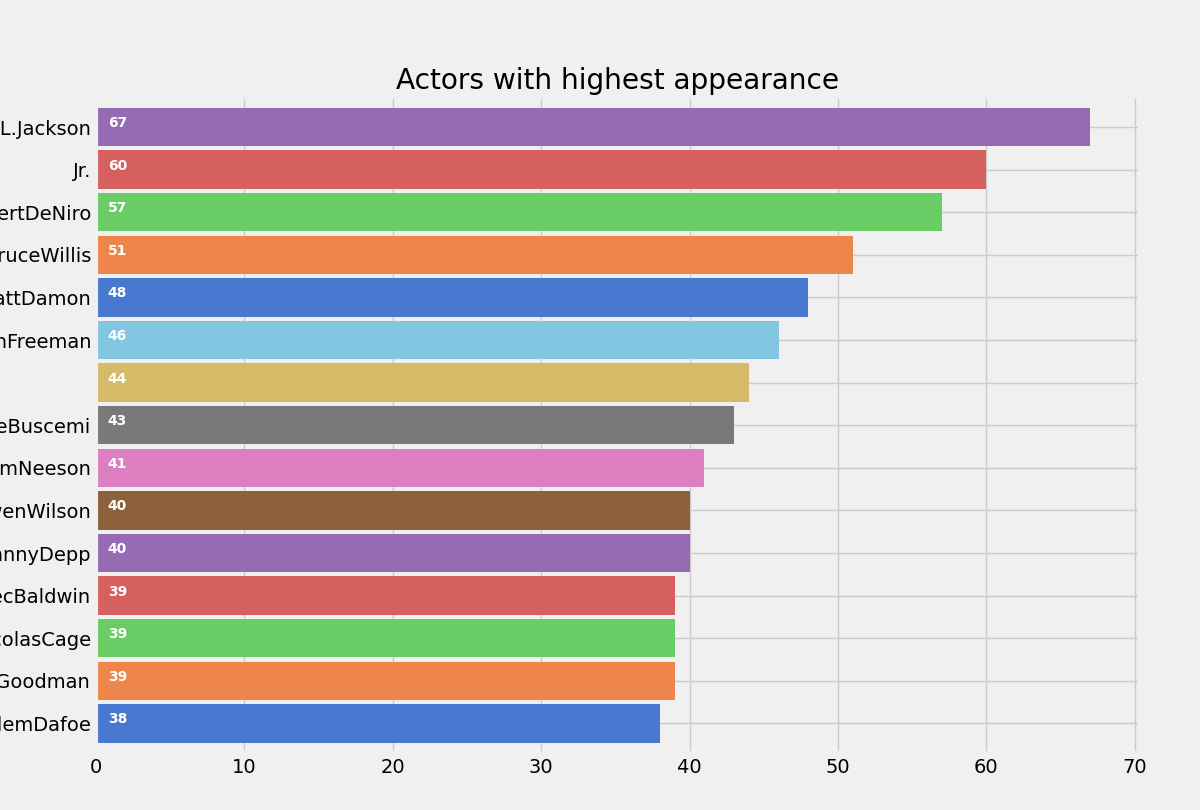 Actors with highest appearance
L.Jackson 67
Jr. 60
ertDeNiro 57
ruceWillis 51
attDamon 48
nFreeman 46
44
eBuscemi 43
mNeeson 41
wenWilson 40
nnyDepp 40
ecBaldwin 39
colasCage 39
Goodman 39
lemDafoe 38
0 10 20 30 40 50 60 70